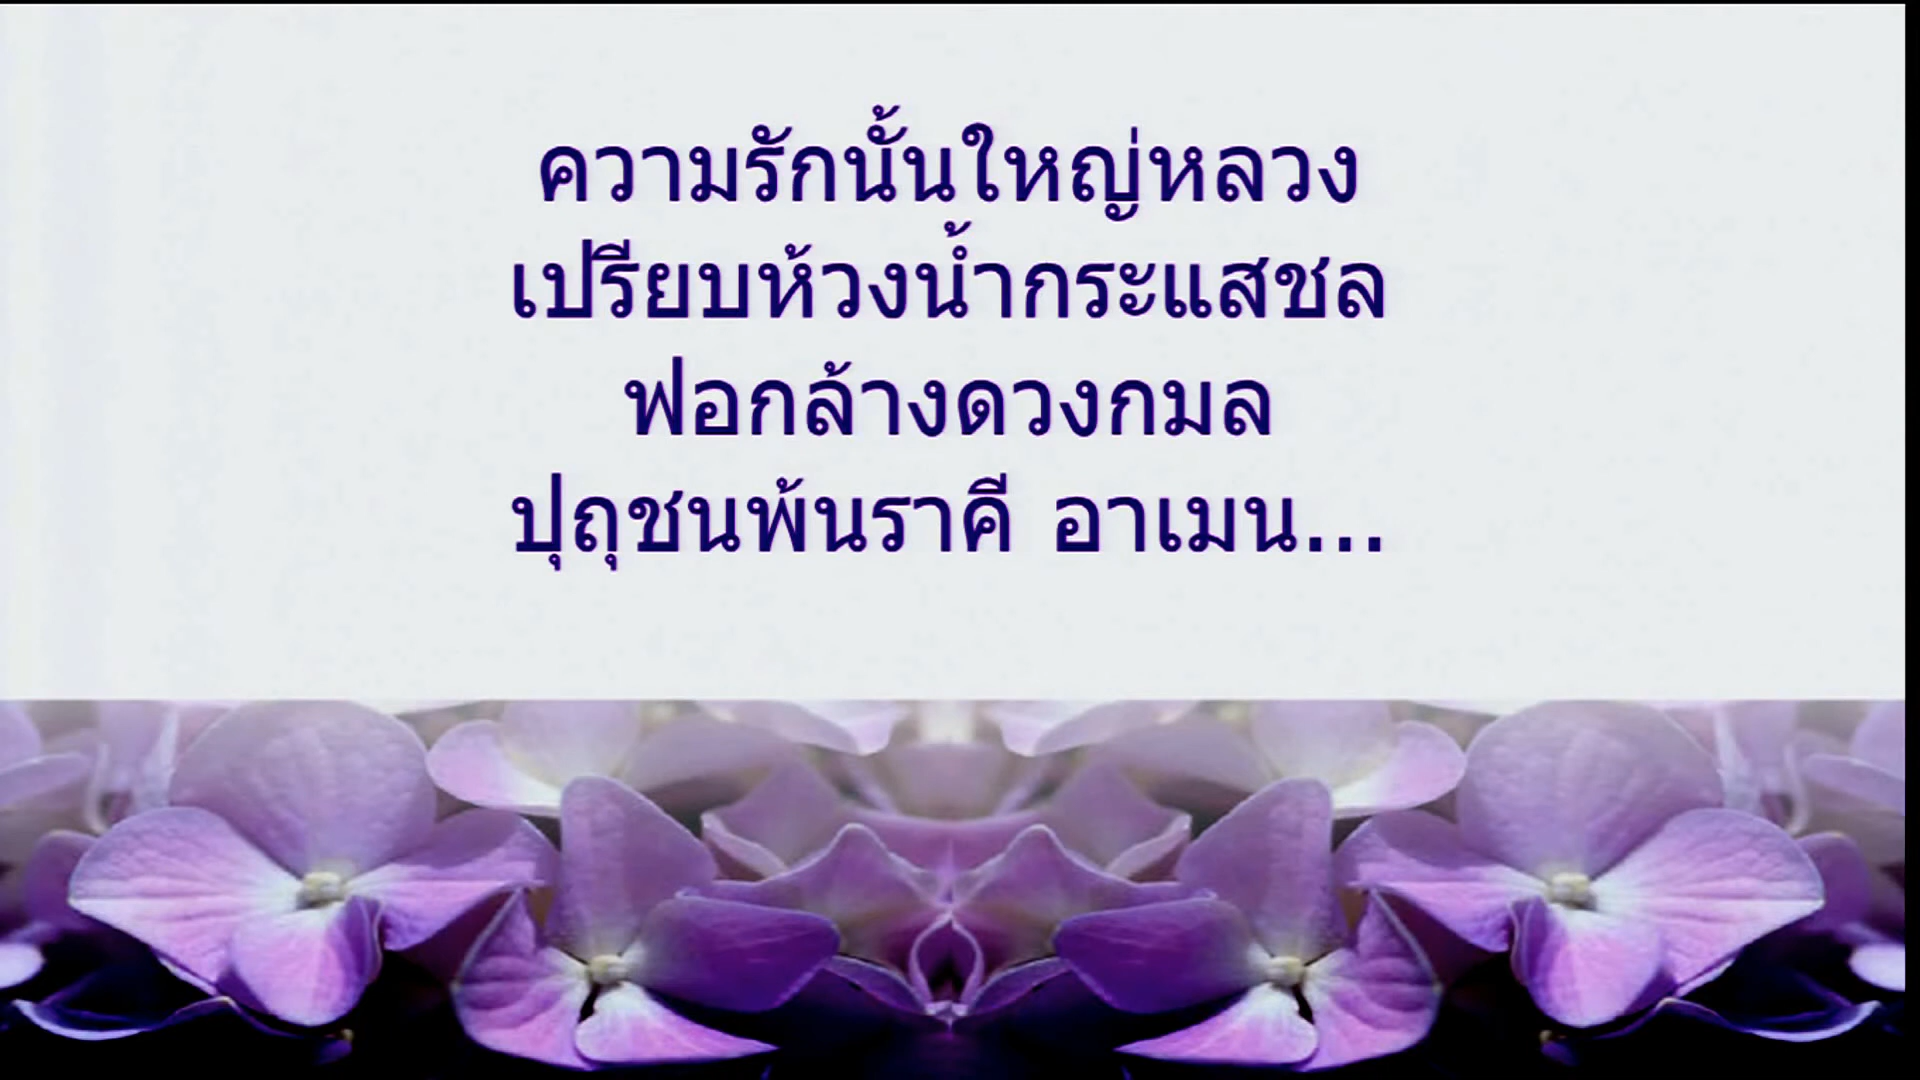 ความรักนั้นใหญ่หลวง
เปรียบห้วงน้ำกระแสชล
ฟอกล้างดวงกมล
ปุถุชนพ้นราคี อาเมน...